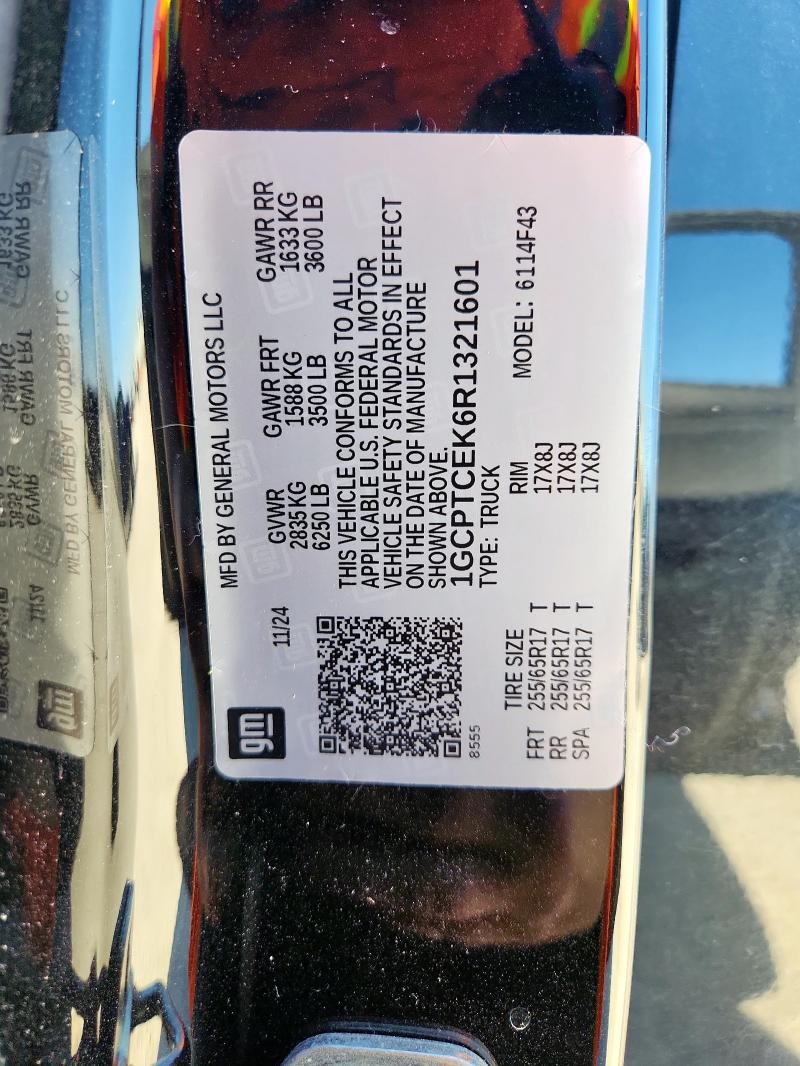 gm
11/24
MFD BY GENERAL MOTORS LLC
GVWR GAWR FRT GAWR RR
2835 KG 1588 KG 1633 KG
6250 LB 3500 LB 3600 LB
THIS VEHICLE CONFORMS TO ALL
APPLICABLE U.S. FEDERAL MOTOR
VEHICLE SAFETY STANDARDS IN EFFECT
ON THE DATE OF MANUFACTURE
SHOWN ABOVE.
1GCPTCEK6R1321601
TYPE: TRUCK
8555
MODEL: 6114F43
TIRE SIZE RIM
FRT 255/65R17 T 17X8J
RR 255/65R17 T 17X8J
SPA 255/65R17 T 17X8J